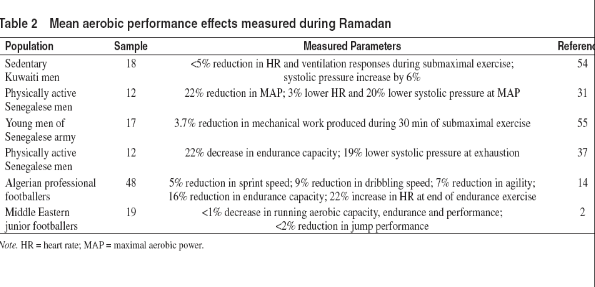 Table 2 Mean aerobic performance effects measured during Ramadan
Population Sample Measured Parameters Referenc
Sedentary 18 <5% reduction in HR and ventilation responses during submaximal exercise; 54
Kuwaiti men systolic pressure increase by 6%
Physically active 12 22% reduction in MAP; 3% lower HR and 20% lower systolic pressure at MAP 31
Senegalese men
Young men of 17 3.7% reduction in mechanical work produced during 30 min of submaximal exercise 55
Senegalese army
Physically active 12 22% decrease in endurance capacity; 19% lower systolic pressure at exhaustion 37
Senegalese men
Algerian professional 48 5% reduction in sprint speed; 9% reduction in dribbling speed; 7% reduction in agility; 14
footballers 16% reduction in endurance capacity; 22% increase in HR at end of endurance exercise
Middle Eastern 19 <1% decrease in running aerobic capacity, endurance and performance; 2
junior footballers <2% reduction in jump performance
Note. HR = heart rate; MAP = maximal aerobic power.